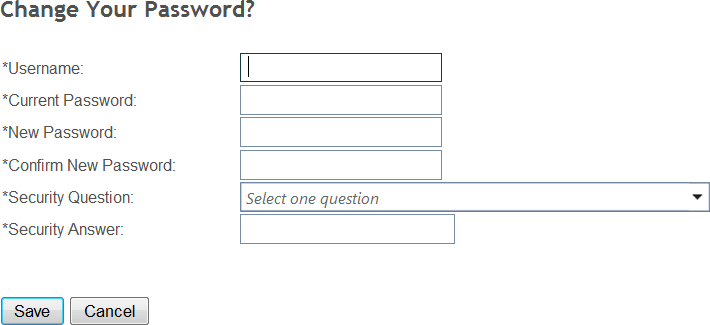 Change Your Password?
*Username:
*Current Password:
*New Password:
*Confirm New Password:
*Security Question: Select one question
*Security Answer:
Save Cancel